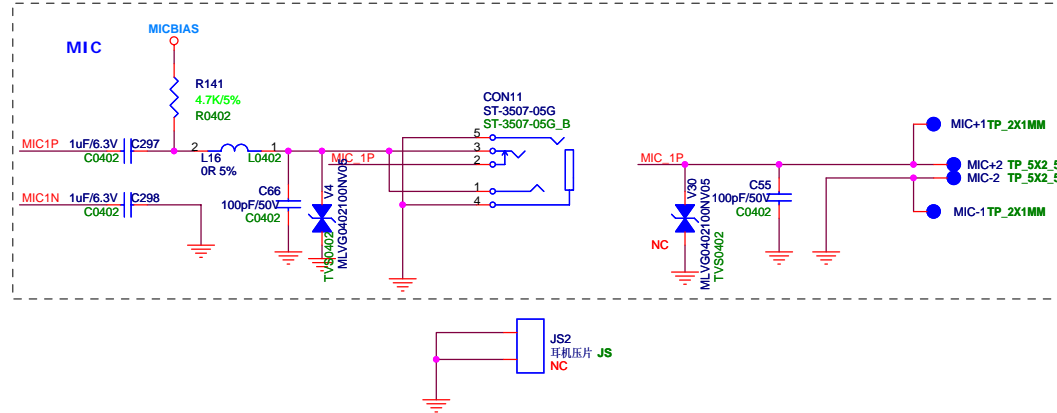 MICBIAS
MIC
R141
4.7K/5%
R0402
CON11
ST-3507-05G
ST-3507-05G_B
MIC1P
1uF/6.3V
C297
C0402
2
1
L16
L0402
0R 5%
5
3
2
1
4
MIC_1P
MIC1N
1uF/6.3V
C298
C0402
C66
100pF/50V
C0402
V4
MLVG0402100NV05
TVS0402
MIC_1P
V30
MLVG0402100NV05
TVS0402
NC
C55
100pF/50V
C0402
MIC+1 TP_2X1MM
MIC+2 TP_5X2_5
MIC-2 TP_5X2_5
MIC-1 TP_2X1MM
JS2
耳机压片 JS
NC